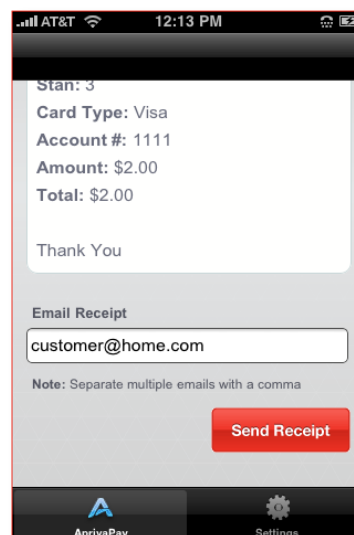 AT&T 12:13 PM
Stan: 3
Card Type: Visa
Account #: 1111
Amount: $2.00
Total: $2.00
Thank You
Email Receipt
customer@home.com
Note: Separate multiple emails with a comma
Send Receipt
AprivaPay Settings